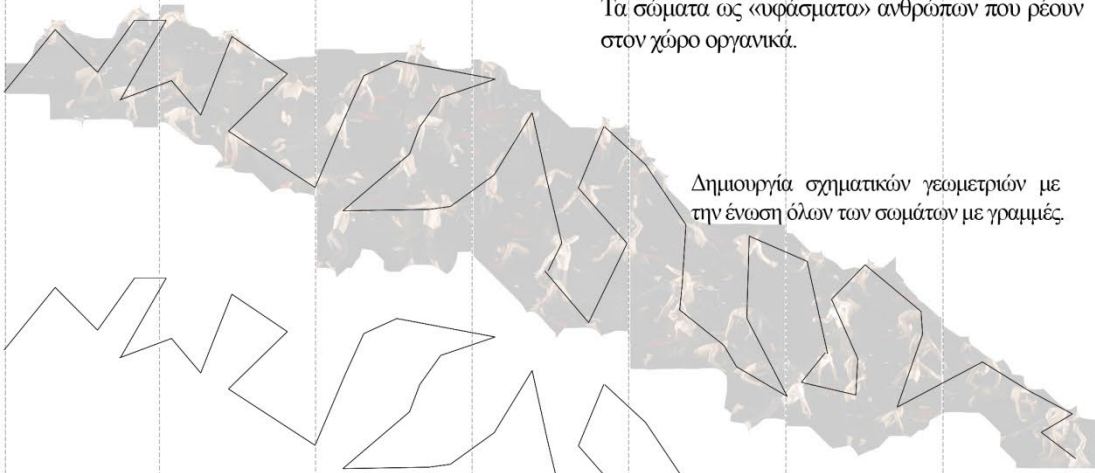 Τα σώματα ως «υφάσματα» ανθρώπων που ρέουν
στον χώρο οργανικά.
Δημιουργία σχηματικών γεωμετριών με
την ένωση όλων των σωμάτων με γραμμές.